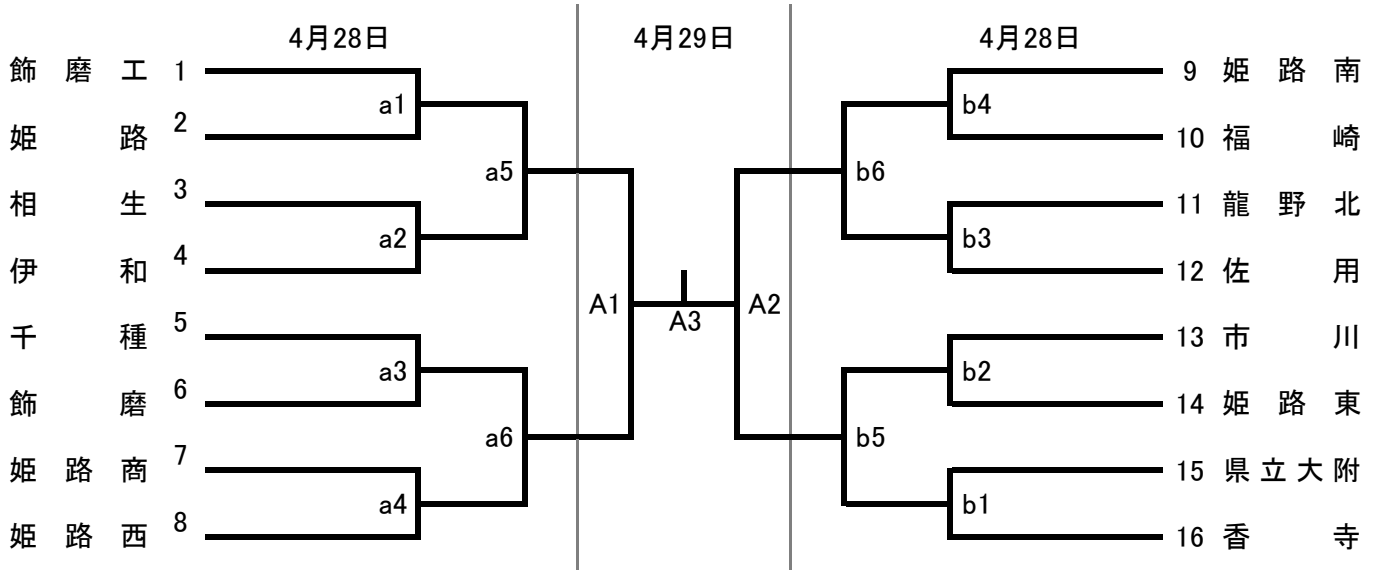 4月28日 4月29日 4月28日
飾磨工 1 9 姫路南
a1 b4
姫路 2 10 福崎
a5 b6
相生 3 11 龍野北
a2 b3
伊和 4 12 佐用
A1 A3 A2
千種 5 13 市川
a3 b2
飾磨 6 14 姫路東
a6 b5
姫路商 7 15 県立大附
a4 b1
姫路西 8 16 香寺